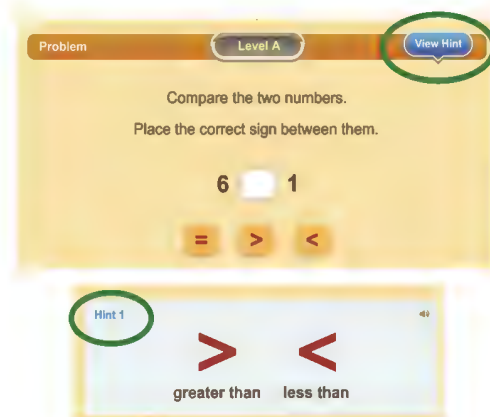 Problem Level A View Hint
Compare the two numbers.
Place the correct sign between them.
6 1
= > <
Hint 1
> <
greater than less than